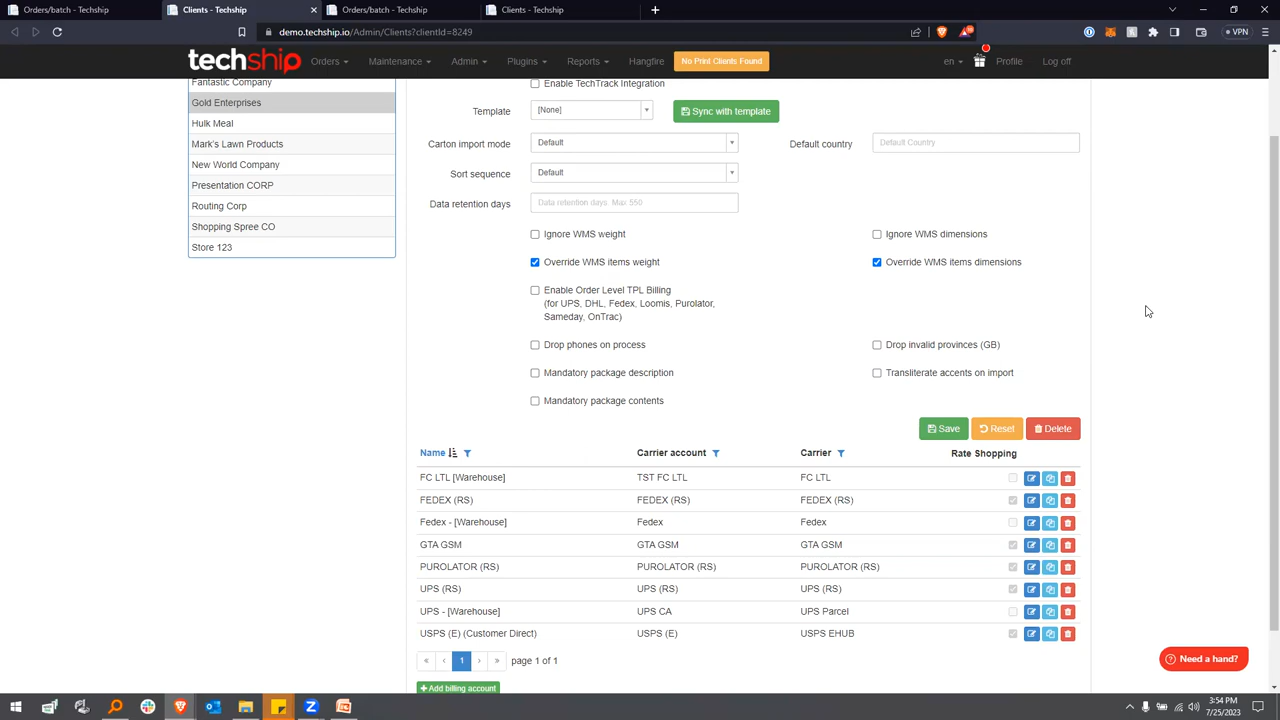 Orders/batch - Techship
Clients - Techship
Orders/batch - Techship
Clients - Techship
demo.techship.io/Admin/Clients?clientId=8249
VPN
techship
Orders
Maintenance
Admin
Plugins
Reports
Hangfire
No Print Clients Found
en
Profile
Log off
Fantastic Company
Gold Enterprises
Hulk Meal
Mark's Lawn Products
New World Company
Presentation CORP
Routing Corp
Shopping Spree CO
Store 123
Enable TechTrack Integration
Template
[None]
Sync with template
Carton import mode
Default
Default country
Default Country
Sort sequence
Default
Data retention days
Data retention days. Max 550
Ignore WMS weight
Ignore WMS dimensions
Override WMS items weight
Override WMS items dimensions
Enable Order Level TPL Billing
(for UPS, DHL, Fedex, Loomis, Purolator,
Sameday, OnTrac)
Drop phones on process
Drop invalid provinces (GB)
Mandatory package description
Transliterate accents on import
Mandatory package contents
Save
Reset
Delete
Name Carrier account Carrier Rate Shopping
FC LTL [Warehouse] TST FC LTL FC LTL
FEDEX (RS) FEDEX (RS) FEDEX (RS)
Fedex - [Warehouse] Fedex Fedex
GTA GSM GTA GSM GTA GSM
PUROLATOR (RS) PUROLATOR (RS) PUROLATOR (RS)
UPS (RS) UPS (RS) UPS (RS)
UPS - [Warehouse] UPS CA UPS Parcel
USPS (E) (Customer Direct) USPS (E) USPS EHUB
« ‹ 1 › » page 1 of 1
Add billing account
Need a hand?
3:54 PM
7/25/2023